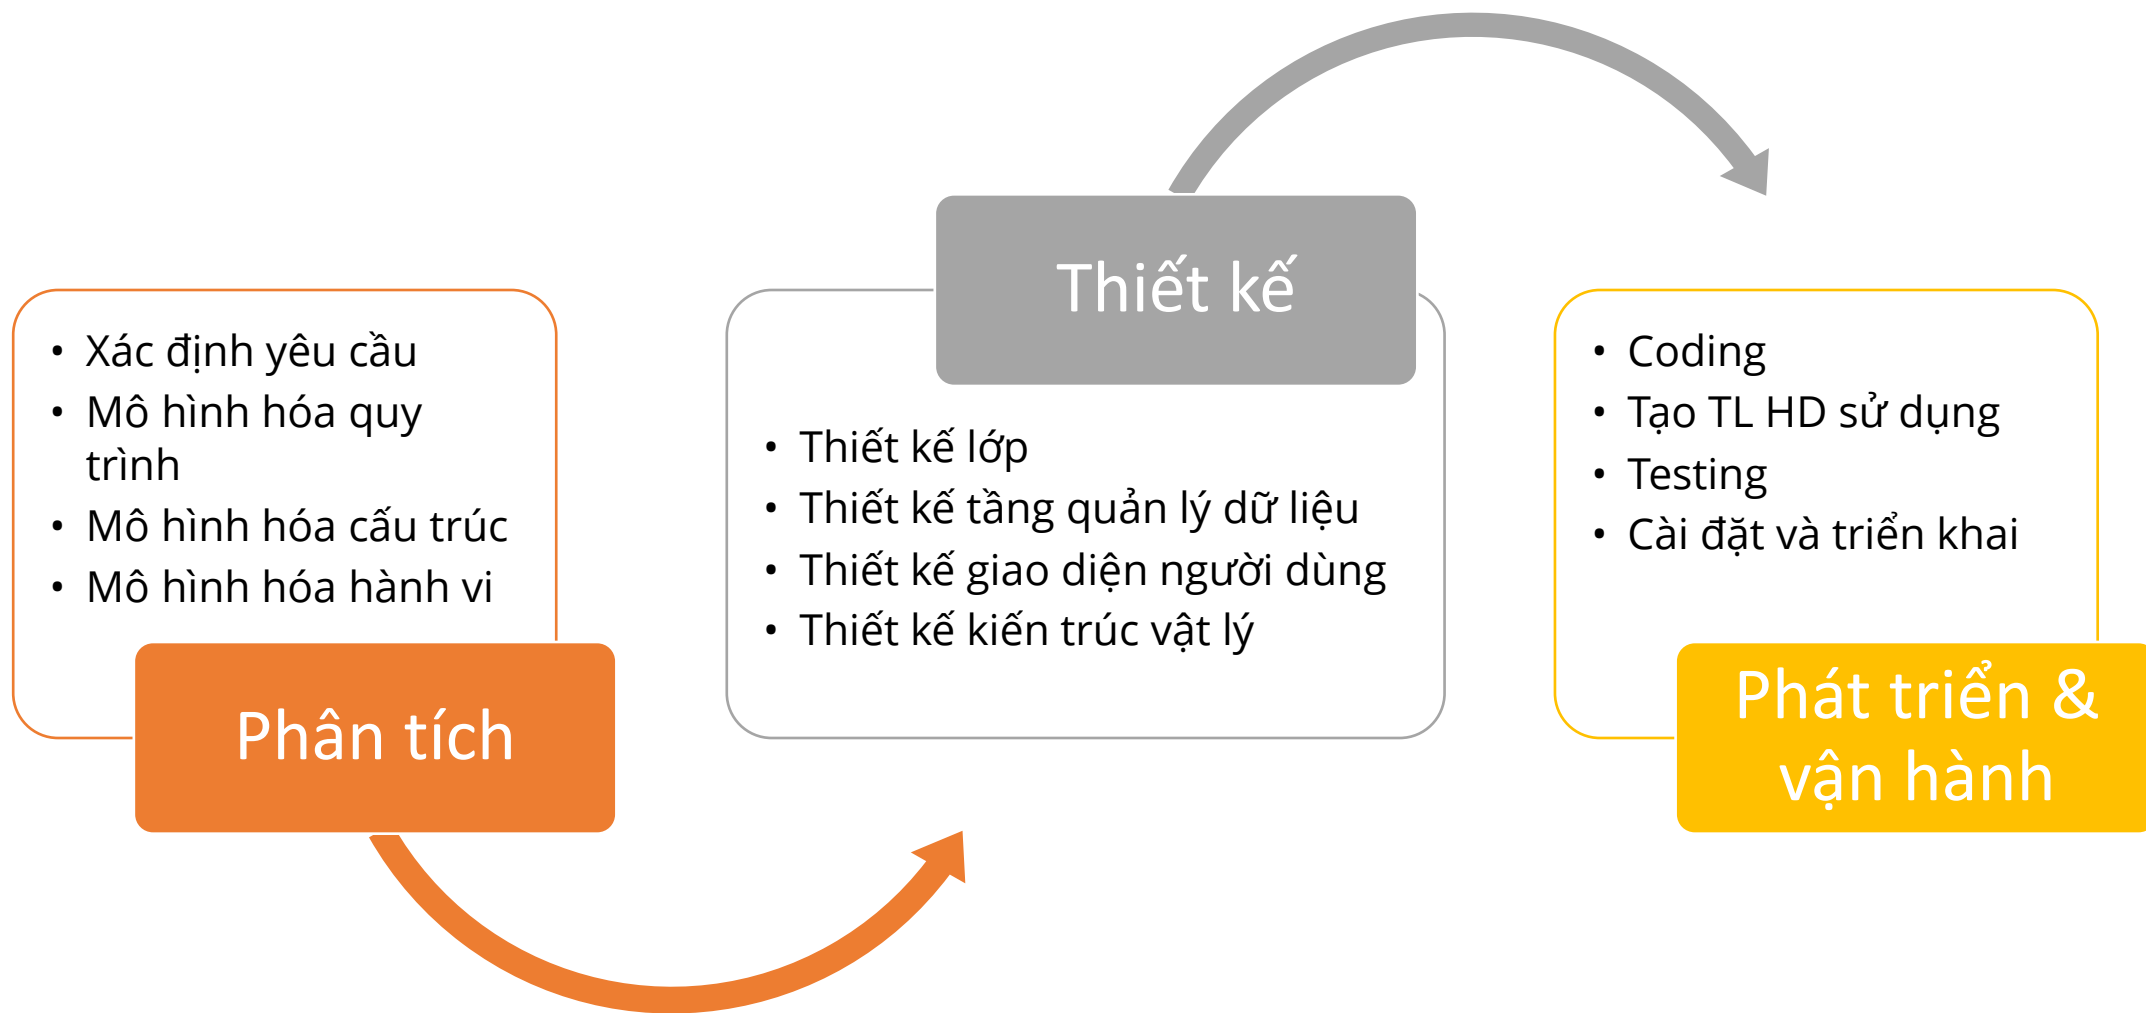 • Xác định yêu cầu
• Mô hình hóa quy
trình
• Mô hình hóa cấu trúc
• Mô hình hóa hành vi
Phân tích
Thiết kế
• Thiết kế lớp
• Thiết kế tầng quản lý dữ liệu
• Thiết kế giao diện người dùng
• Thiết kế kiến trúc vật lý
• Coding
• Tạo TL HD sử dụng
• Testing
• Cài đặt và triển khai
Phát triển &
vận hành